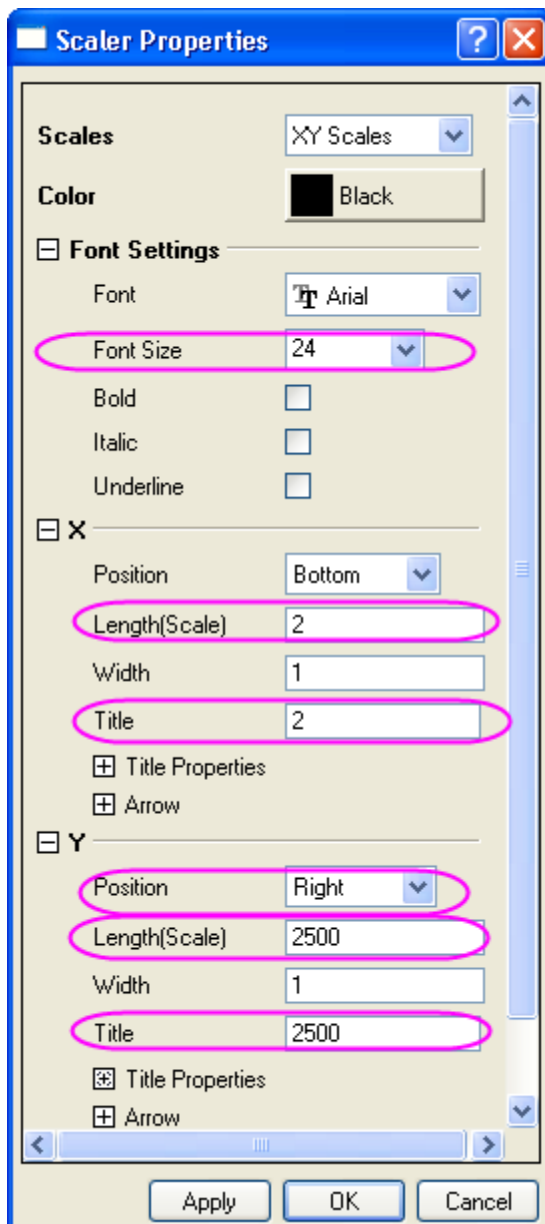 Scaler Properties
Scales XY Scales
Color Black
Font Settings
Font Arial
Font Size 24
Bold
Italic
Underline
X
Position Bottom
Length(Scale) 2
Width 1
Title 2
Title Properties
Arrow
Y
Position Right
Length(Scale) 2500
Width 1
Title 2500
Title Properties
Arrow
Apply OK Cancel